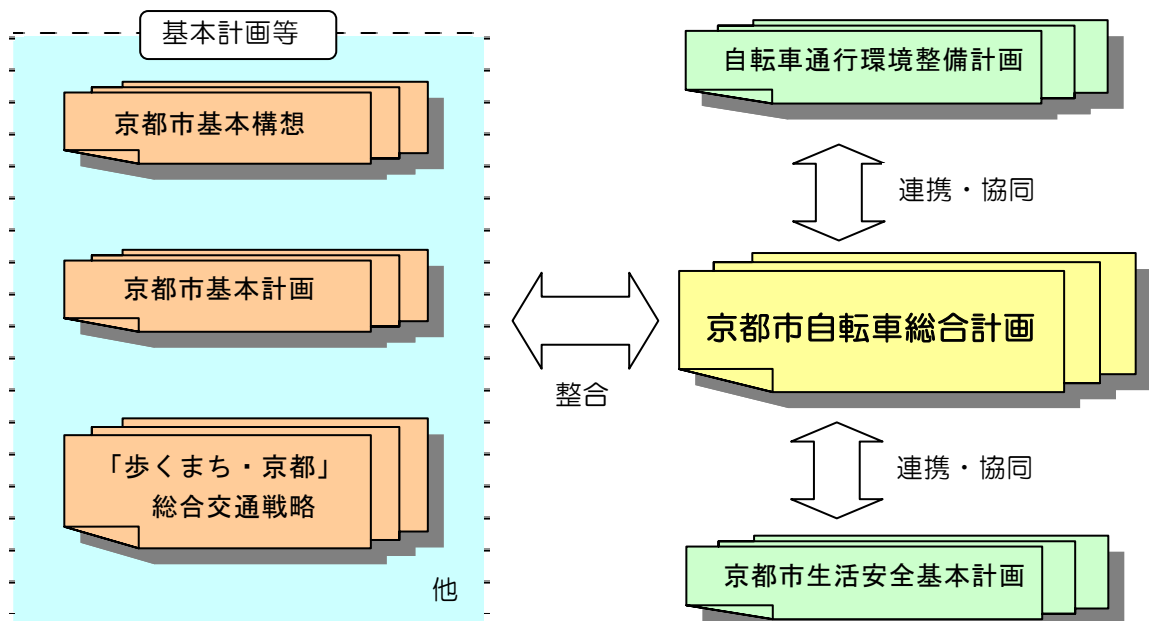 基本計画等
京都市基本構想
京都市基本計画
「歩くまち・京都」
総合交通戦略
他
整合
自転車通行環境整備計画
連携・協同
京都市自転車総合計画
連携・協同
京都市生活安全基本計画